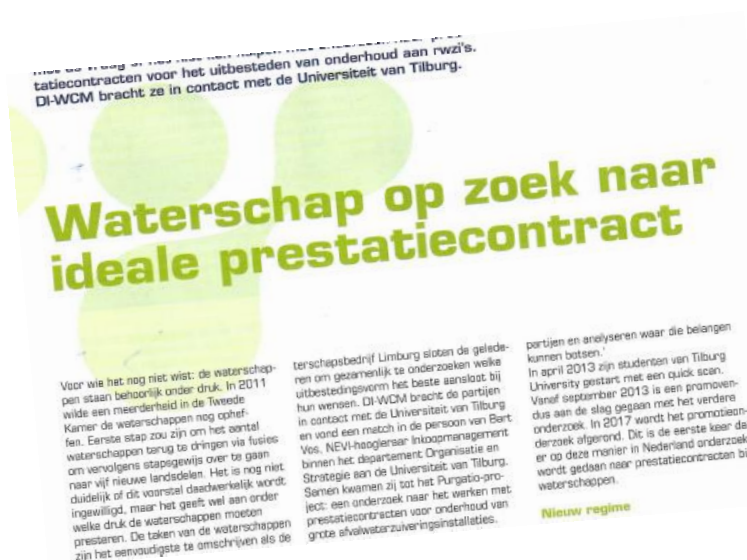 tatiecontracten voor het uitbesteden van onderhoud aan rwzi's.
DI-WCM bracht ze in contact met de Universiteit van Tilburg.
Waterschap op zoek naar
ideale prestatiecontract
Voor wie het nog niet wist: de waterschap-
pen staan behoorlijk onder druk. In 2011
wilde een meerderheid in de Tweede
Kamer de waterschappen nog ophef-
fen. Eerste stap zou zijn om het aantal
waterschappen terug te dringen via fusies
om vervolgens stapsgewijs over te gaan
naar vijf nieuwe landsdelen. Het is nog niet
duidelijk of dit voorstel daadwerkelijk wordt
ingewilligd, maar het geeft wel aan onder
welke druk de waterschappen moeten
presteren. De taken van de waterschappen
zijn het eenvoudigste te omschrijven als de
terschapsbedrijf Limburg sloten de gelede-
ren om gezamenlijk te onderzoeken welke
uitbestedingsvorm het beste aansloot bij
hun wensen. DI-WCM bracht de partijen
in contact met de Universiteit van Tilburg
en vond een match in de persoon van Bart
Vos, NEVI-hoogleraar Inkoopmanagement
binnen het departement Organisatie en
Strategie aan de Universiteit van Tilburg.
Samen kwamen zij tot het Purgatio-pro-
ject: een onderzoek naar het werken met
prestatiecontracten voor onderhoud van
grote afvalwaterzuiveringsinstallaties.
partijen en analyseren waar die belangen
kunnen botsen.'
In april 2013 zijn studenten van Tilburg
University gestart met een quick scan.
Vanaf september 2013 is een promoven-
dus aan de slag gegaan met het verdere
onderzoek. In 2017 wordt het promotieon-
derzoek afgerond. Dit is de eerste keer da
er op deze manier in Nederland onderzoek
wordt gedaan naar prestatiecontracten bi
waterschappen.
Nieuw regime